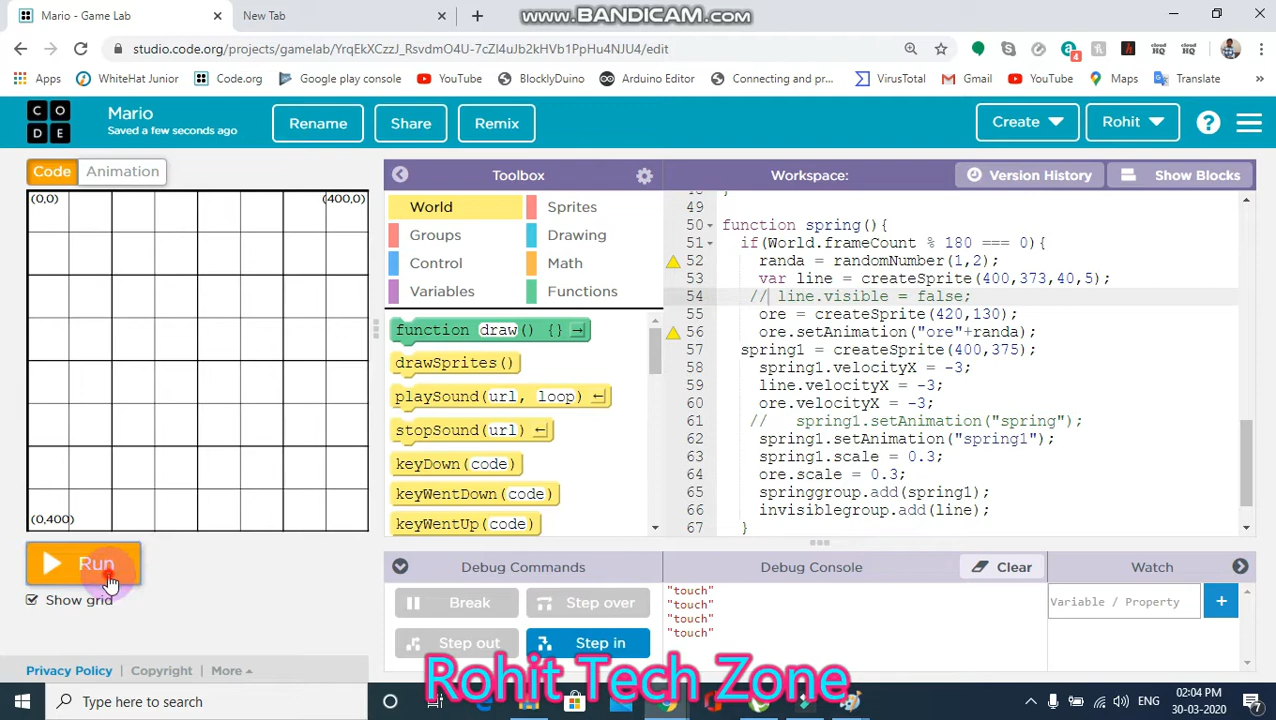 Mario - Game Lab
New Tab
www.BANDICAM.com
studio.code.org/projects/gamelab/YrqEkXCzzJ_RsvdmO4U-7cZl4uJb2kHVb1PpHu4NJU4/edit
4
Apps
WhiteHat Junior
Code.org
Google play console
YouTube
BlocklyDuino
Arduino Editor
Connecting and pr...
VirusTotal
Gmail
YouTube
Maps
Translate
CODE
Mario
Saved a few seconds ago
Rename
Share
Remix
Create
Rohit
Code
Animation
Toolbox
Workspace:
Version History
Show Blocks
(0,0)
(400,0)
(0,400)
World
Sprites
Groups
Drawing
Control
Math
Variables
Functions
function draw() {}
drawSprites()
playSound(url, loop)
stopSound(url)
keyDown(code)
keyWentDown(code)
keyWentUp(code)
49
50 function spring(){
51 if(World.frameCount % 180 === 0){
52 randa = randomNumber(1,2);
53 var line = createSprite(400,373,40,5);
54 // line.visible = false;
55 ore = createSprite(420,130);
56 ore.setAnimation("ore"+randa);
57 spring1 = createSprite(400,375);
58 spring1.velocityX = -3;
59 line.velocityX = -3;
60 ore.velocityX = -3;
61 // spring1.setAnimation("spring");
62 spring1.setAnimation("spring1");
63 spring1.scale = 0.3;
64 ore.scale = 0.3;
65 springgroup.add(spring1);
66 invisiblegroup.add(line);
67 }
Run
Show grid
Debug Commands
Debug Console
Clear
Watch
Break
Step over
Step out
Step in
"touch"
"touch"
"touch"
"touch"
Variable / Property
Privacy Policy
Copyright
More
Rohit Tech Zone
Type here to search
ENG
02:04 PM
30-03-2020
7